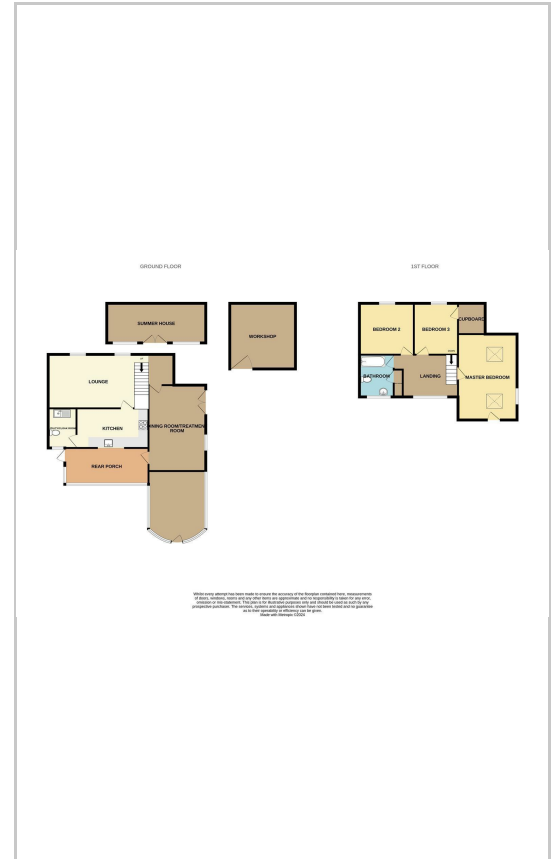 GROUND FLOOR
1ST FLOOR
SUMMER HOUSE
WORKSHOP
LOUNGE
UP
KITCHEN
DINING ROOM/TREATMENT
ROOM
REAR PORCH
BEDROOM 2
BEDROOM 3
CUPBOARD
BATHROOM
LANDING
DOWN
MASTER BEDROOM
Whilst every attempt has been made to ensure the accuracy of the floorplan contained here, measurements
of doors, windows, rooms and any other items are approximate and no responsibility is taken for any error,
omission or mis-statement. This plan is for illustrative purposes only and should be used as such by any
prospective purchaser. The services, systems and appliances shown have not been tested and no guarantee
as to their operability or efficiency can be given.
Made with Metropix ©2024